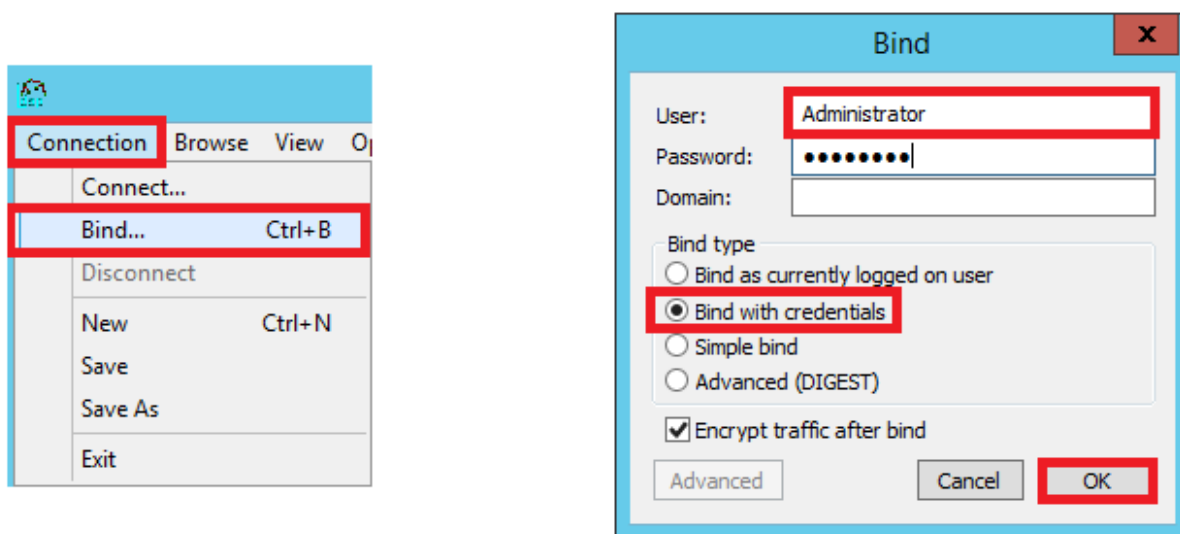 Connection Browse View
Connect...
Bind... Ctrl+B
Disconnect
New Ctrl+N
Save
Save As
Exit
Bind
x
User: Administrator
Password: ••••••••
Domain:
Bind type
Bind as currently logged on user
Bind with credentials
Simple bind
Advanced (DIGEST)
Encrypt traffic after bind
Advanced Cancel OK